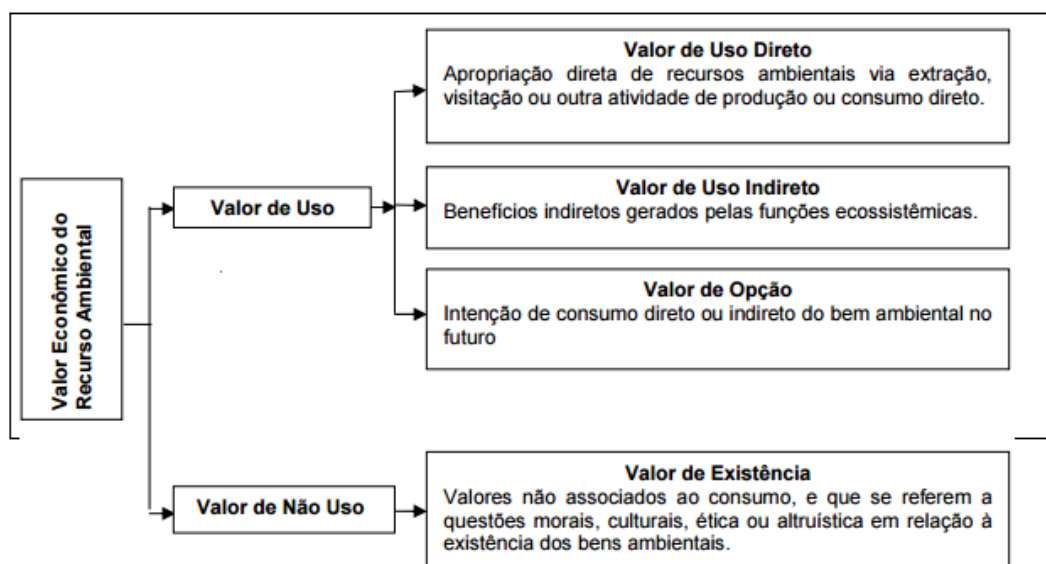 Valor Econômico do
Recurso Ambiental
Valor de Uso
Valor de Uso Direto
Apropriação direta de recursos ambientais via extração,
visitação ou outra atividade de produção ou consumo direto.
Valor de Uso Indireto
Benefícios indiretos gerados pelas funções ecossistêmicas.
Valor de Opção
Intenção de consumo direto ou indireto do bem ambiental no
futuro
Valor de Não Uso
Valor de Existência
Valores não associados ao consumo, e que se referem a
questões morais, culturais, ética ou altruística em relação à
existência dos bens ambientais.